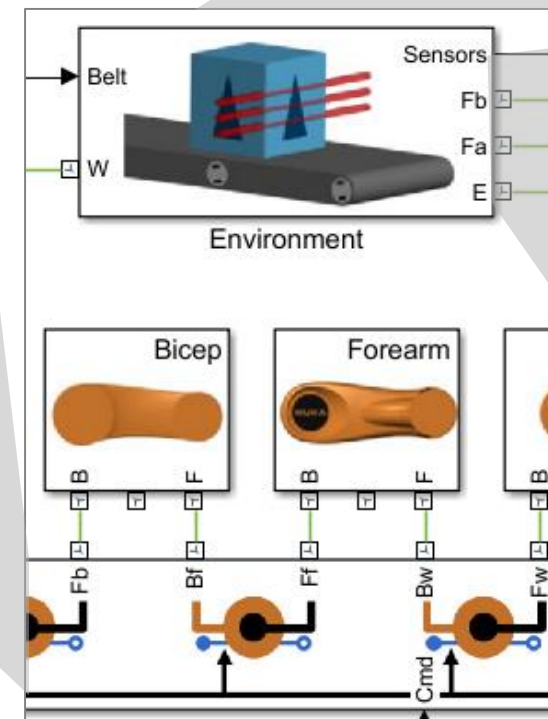 Belt
Sensors
Fb
Fa
W
E
Environment
Bicep
Forearm
B
F
B
F
B
Fb
Bf
Ff
Bw
Fw
Cmd